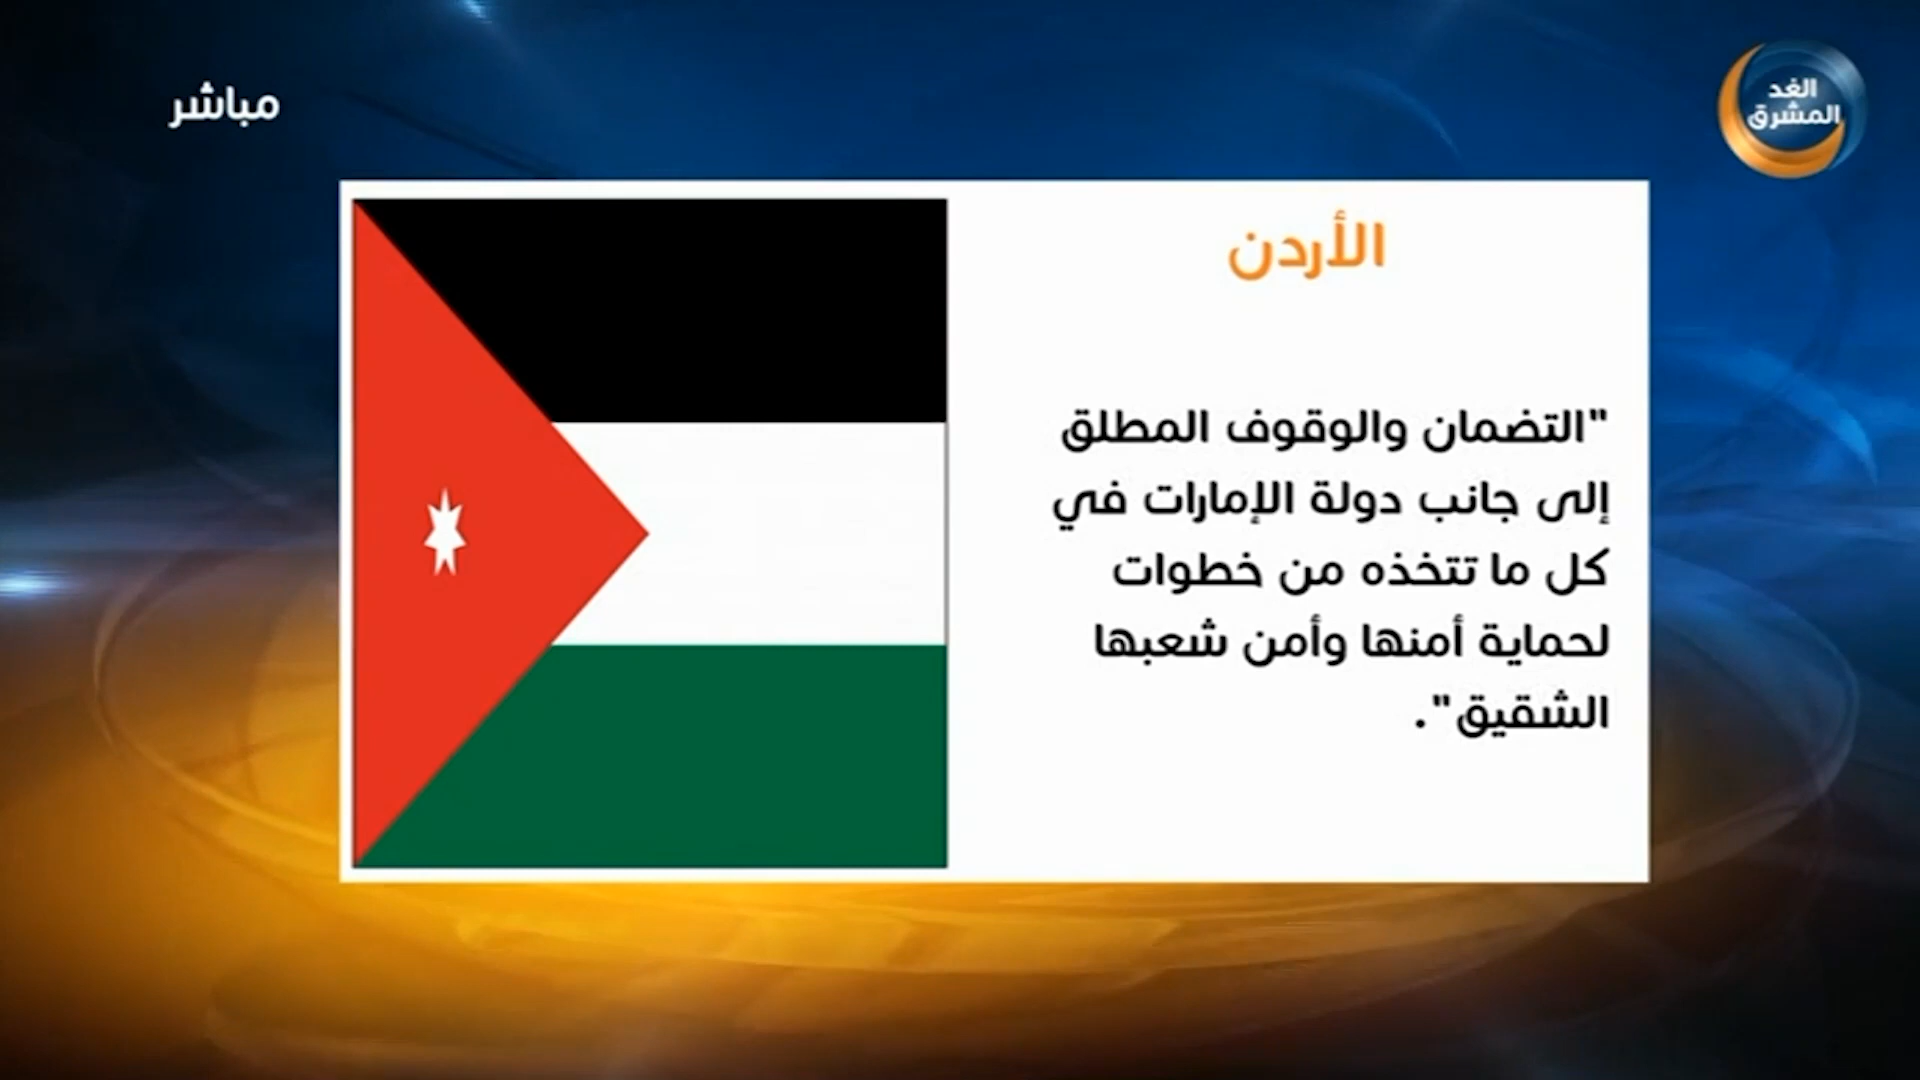 مباشر
الغد
المشرق
الأردن
"التضمان والوقوف المطلق
إلى جانب دولة الإمارات في
كل ما تتخذه من خطوات
لحماية أمنها وأمن شعبها
الشقيق".